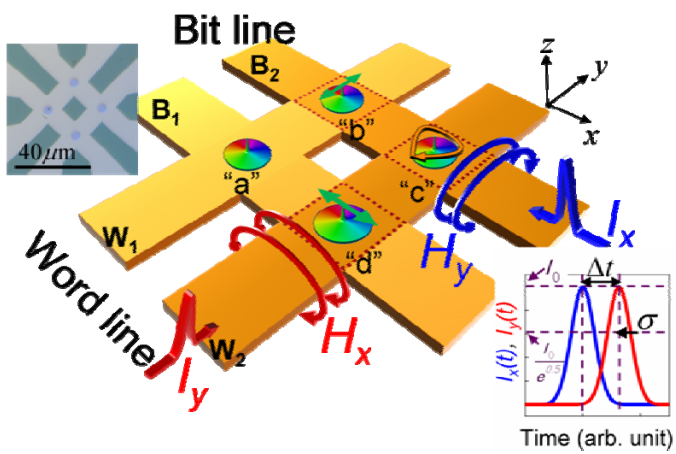 Bit line
B2
B1
z
y
x
40μm
"b"
"a"
"c"
"d"
W1
W2
Word line
Hy
Ix
Hx
Iy
I0
Δt
σ
I0
e^0.5
Ix(t), Iy(t)
Time (arb. unit)